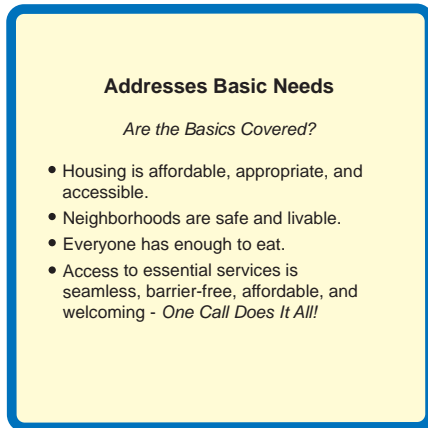 Addresses Basic Needs
Are the Basics Covered?
• Housing is affordable, appropriate, and
accessible.
• Neighborhoods are safe and livable.
• Everyone has enough to eat.
• Access to essential services is
seamless, barrier-free, affordable, and
welcoming - One Call Does It All!